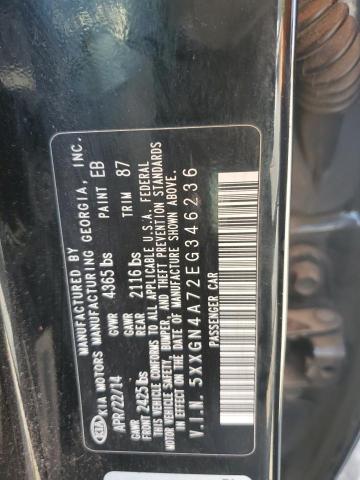 MANUFACTURED BY
KIA MOTORS MANUFACTURING GEORGIA, INC.
APR/22/14 GVWR 4365 lbs PAINT EB
GAWR FRONT 2425 lbs GAWR REAR 2116 lbs TRIM 87
THIS VEHICLE CONFORMS TO ALL APPLICABLE U.S.A. FEDERAL
MOTOR VEHICLE SAFETY, BUMPER, AND THEFT PREVENTION STANDARDS
IN EFFECT ON THE DATE OF MANUFACTURE SHOWN ABOVE.
V.I.N. 5XXGN4A72EG346236
PASSENGER CAR